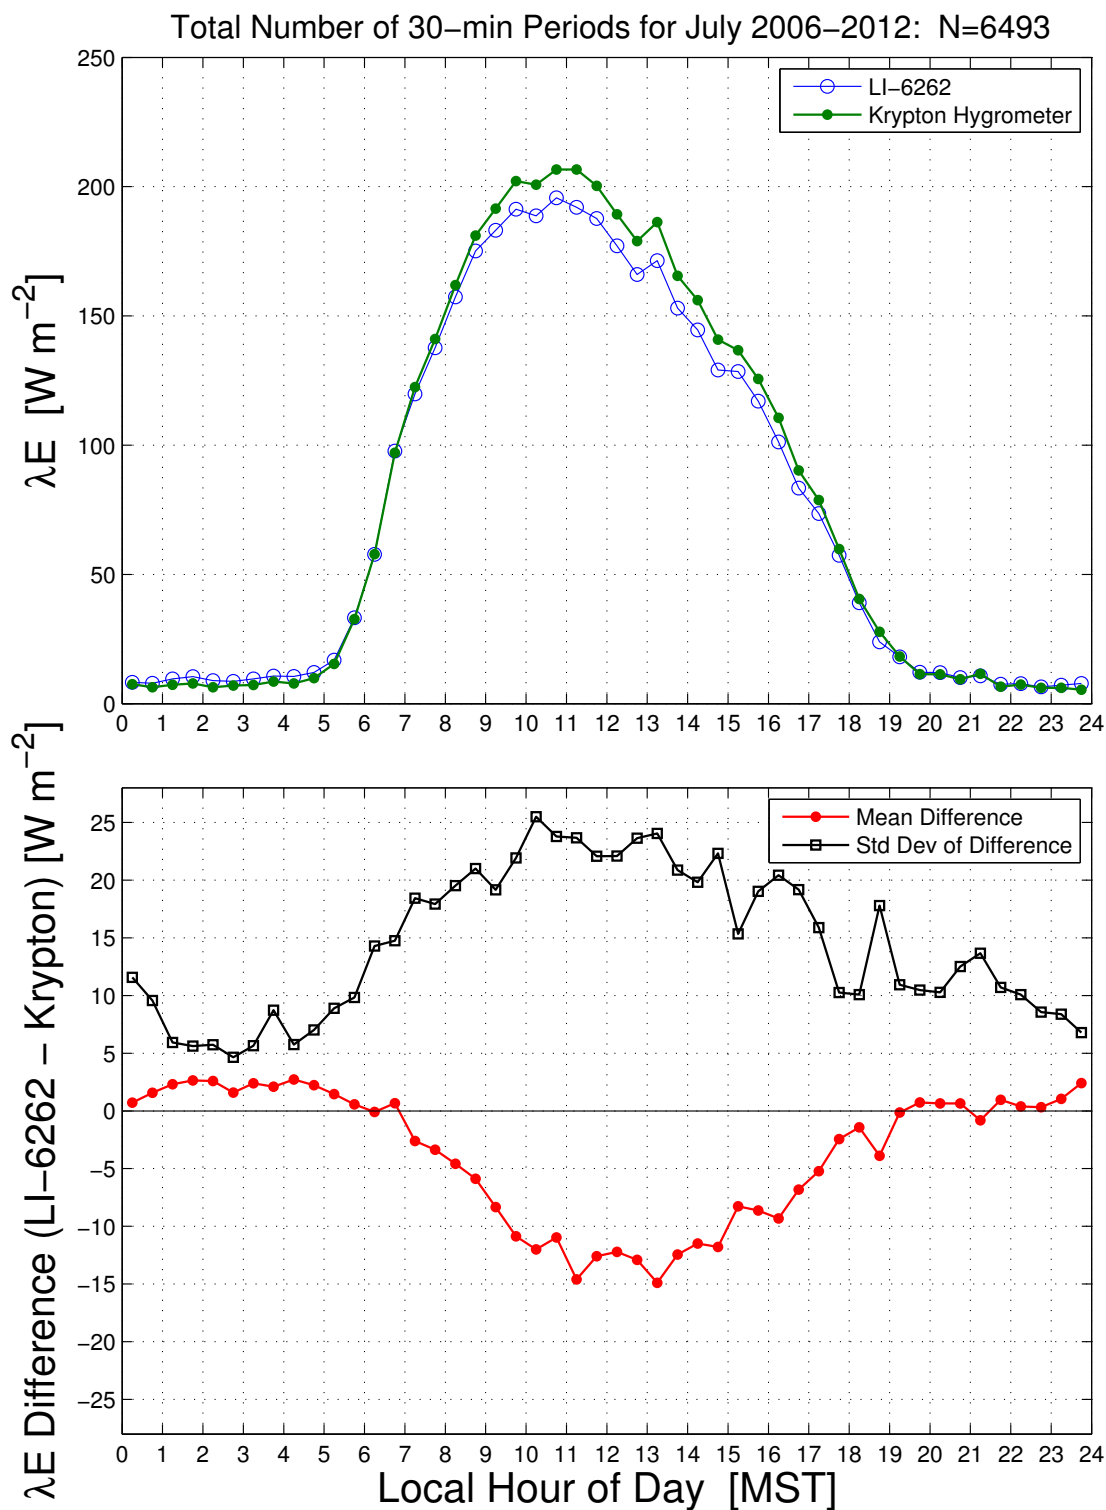 Total Number of 30−min Periods for July 2006−2012: N=6493
250
200
150
100
50
0
λE [W m−2]
LI−6262
Krypton Hygrometer
0 1 2 3 4 5 6 7 8 9 10 11 12 13 14 15 16 17 18 19 20 21 22 23 24
25
20
15
10
5
0
−5
−10
−15
−20
−25
λE Difference (LI−6262 − Krypton) [W m−2]
Mean Difference
Std Dev of Difference
0 1 2 3 4 5 6 7 8 9 10 11 12 13 14 15 16 17 18 19 20 21 22 23 24
Local Hour of Day [MST]